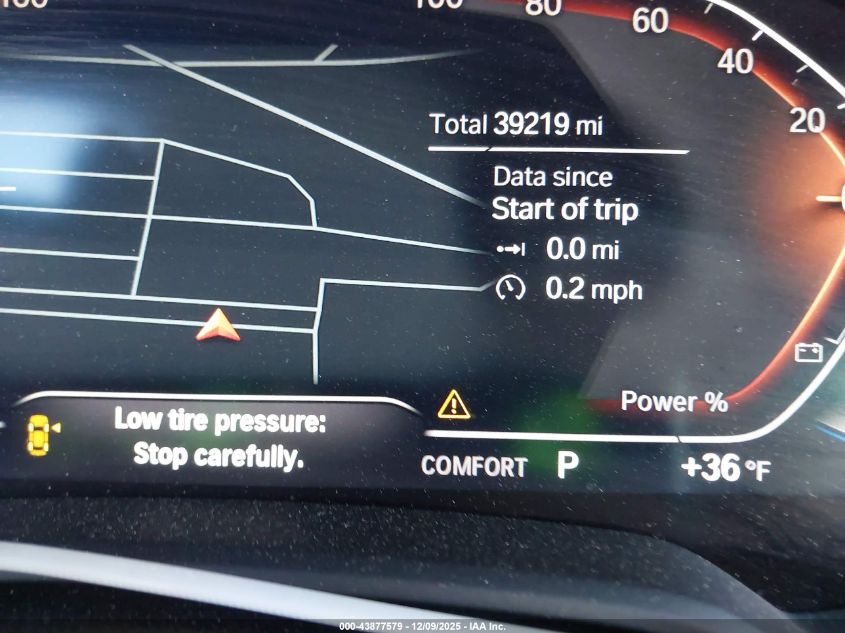 100 80 60
40
20
Total 39219 mi
Data since
Start of trip
0.0 mi
0.2 mph
Power %
Low tire pressure:
Stop carefully.
COMFORT P +36 °F
000-43877579 - 12/09/2025 - IAA Inc.